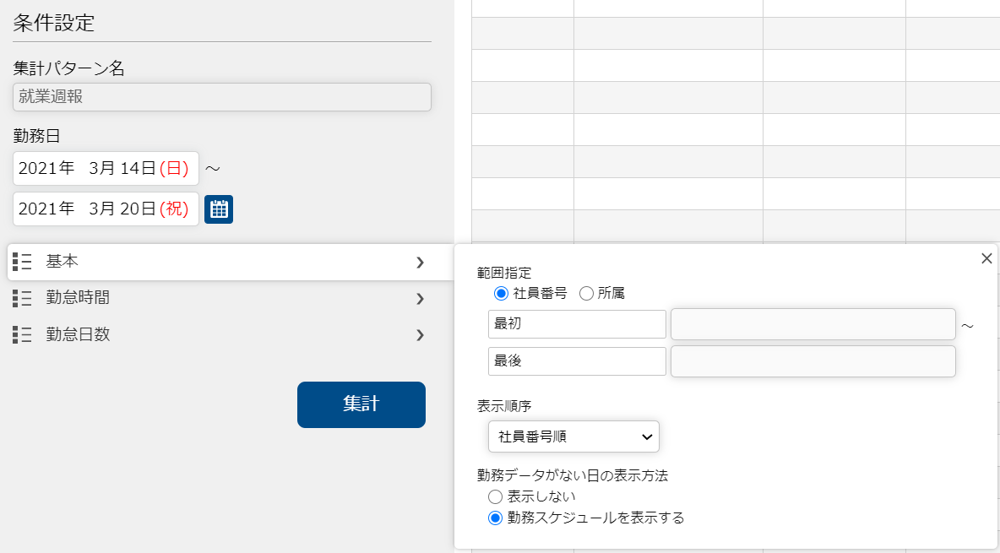 条件設定
集計パターン名
就業週報
勤務日
2021年 3月 14日(日) ～
2021年 3月 20日(祝)
基本
勤怠時間
勤怠日数
集計
範囲指定
社員番号 所属
最初 ～
最後
表示順序
社員番号順
勤務データがない日の表示方法
表示しない
勤務スケジュールを表示する